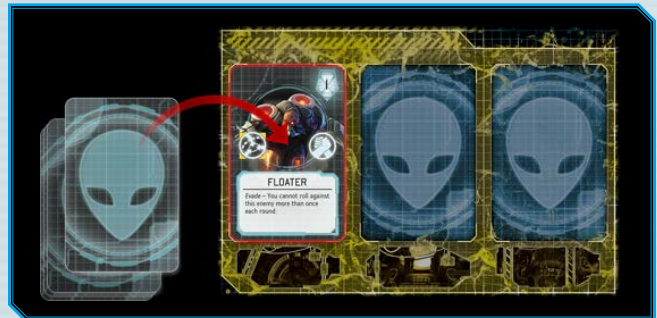 1
FLOATER
Evade – You cannot roll against
this enemy more than once
each round.